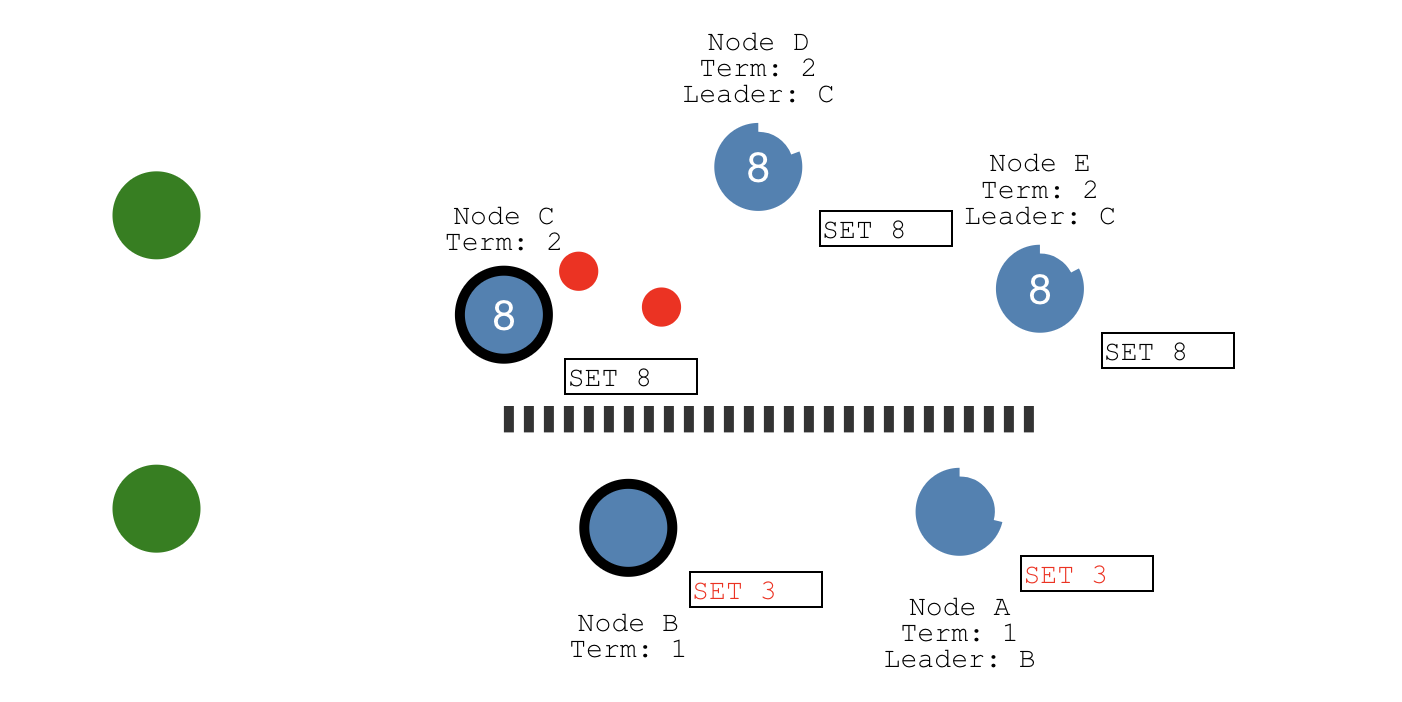 Node D
Term: 2
Leader: C
8
SET 8
Node E
Term: 2
Leader: C
8
SET 8
Node C
Term: 2
8
SET 8
SET 3
Node B
Term: 1
SET 3
Node A
Term: 1
Leader: B